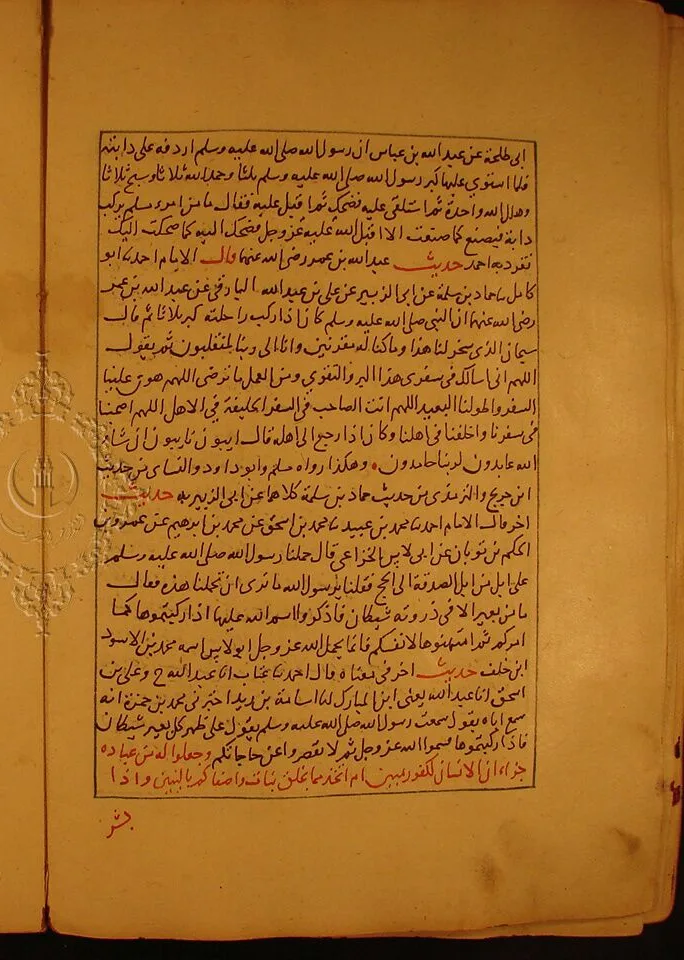 ابي طلحة عن عبد الله بن عباس ان رسول الله صلى الله عليه وسلم اردفه على دابته
فلما استوى عليها كبر رسول الله صلى الله عليه وسلم ثلثا وحمد الله ثلاثا وسبح ثلاثا
وهلل الله واحدة ثم استلقى عليه فضحك ثم اقبل عليه فقال ما من امرء مسلم يركب
دابة فيصنع كما صنعت الا اقبل الله عليه عز وجل فضحك اليه كما ضحكت اليك
تفرد به احمد حديث عبد الله بن عمر رضي الله عنهما قال الامام احمد ثنا ابو
كامل ثنا حماد بن سلمة عن ابي الزبير عن علي بن عبد الله البارقي عن عبد الله بن عمر
رضي الله عنهما ان النبي صلى الله عليه وسلم كان اذا ركب راحلته كبر ثلاثا ثم قال
سبحان الذي سخر لنا هذا وما كنا له مقرنين وانا الى ربنا لمنقلبون ثم يقول
اللهم اني اسالك في سفري هذا البر والتقوى ومن العمل ما ترضى اللهم هون علينا
السفر واطو لنا البعيد اللهم انت الصاحب في السفر والخليفة في الاهل اللهم اصحبنا
في سفرنا واخلفنا في اهلنا وكان اذا رجع الى اهله قال ايبون تايبون ان شاء
الله عابدون لربنا حامدون وهكذا رواه مسلم وابو داود والنساي من حديث
ابن جريج والترمذي من حديث حماد بن سلمة كلاهما عن ابي الزبير به حديث
اخر قال الامام احمد ثنا محمد بن عبيد ثنا محمد بن اسحق عن محمد بن ابرهيم عن عمرو بن
الحكم بن ثوبان عن ابي لاس الخزاعي قال حملنا رسول الله صلى الله عليه وسلم
على ابل من ابل الصدقة الى الحج فقلنا يرسول الله ما ترى ان تحملنا هذه فقال
ما من بعير الا في ذروته شيطان فاذكروا اسم الله عليها اذا ركبتموها كما
امركم ثم امتهنوها لانفسكم فانما يحمل الله عز وجل ابو لاس اسمه محمد بن الاسود
ابن خلف حديث اخر في معناه قال احمد ثنا عتاب انا عبد الله ح وعلي بن
اسحق انا عبد الله يعني ابن المبارك انا اسامة بن زيد اخبرني محمد بن حمزة انه
سمع اباه يقول سمعت رسول الله صلى الله عليه وسلم يقول على ظهر كل بعير شيطان
فاذا ركبتموها فسموا الله عز وجل ثم لا تقصروا عن حاجاتكم وجعلوا له من عباده
جزءا ان الانسان لكفور مبين ام اتخذ مما يخلق بنات واصفاكم بالبنين واذا
بشر